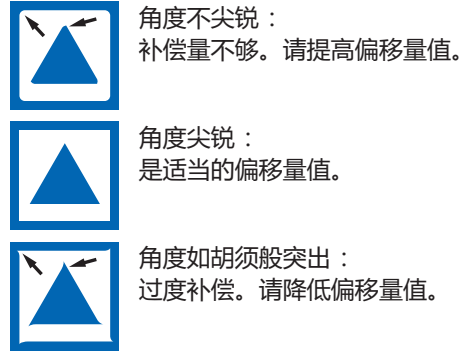 角度不尖锐：
补偿量不够。请提高偏移量值。
角度尖锐：
是适当的偏移量值。
角度如胡须般突出：
过度补偿。请降低偏移量值。